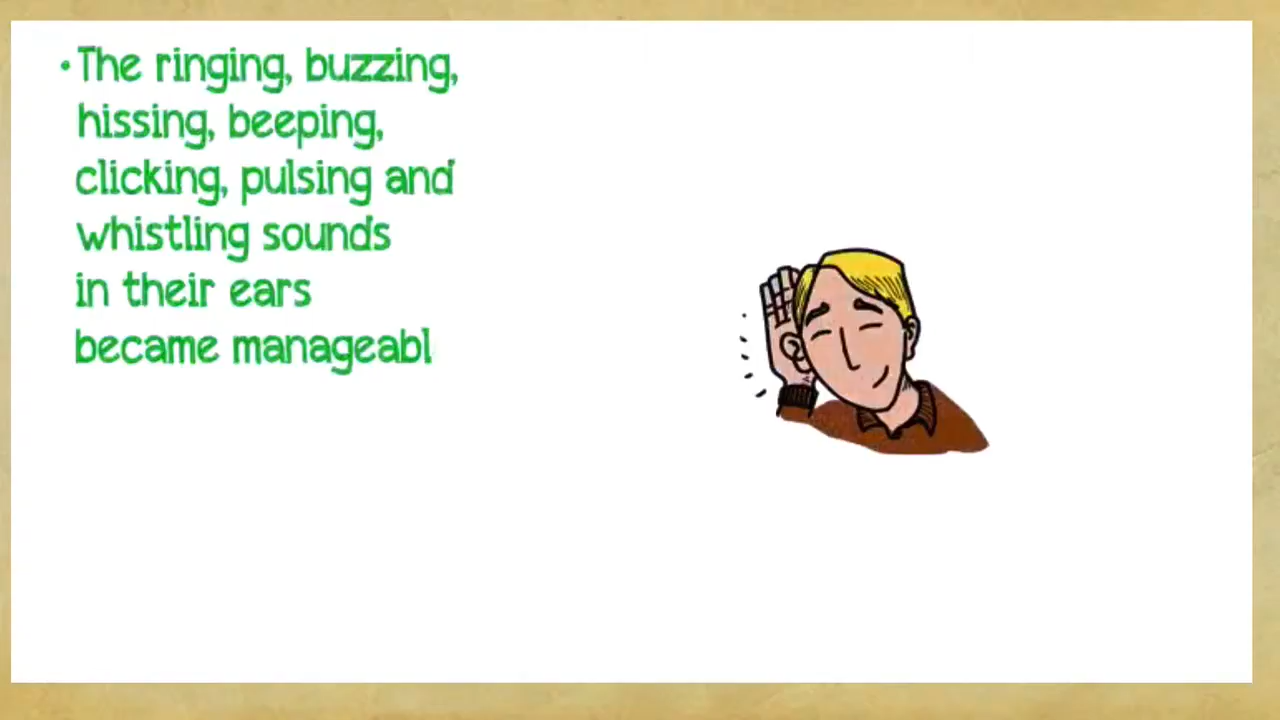 •The ringing, buzzing,
hissing, beeping,
clicking, pulsing and
whistling sounds
in their ears
became manageabl